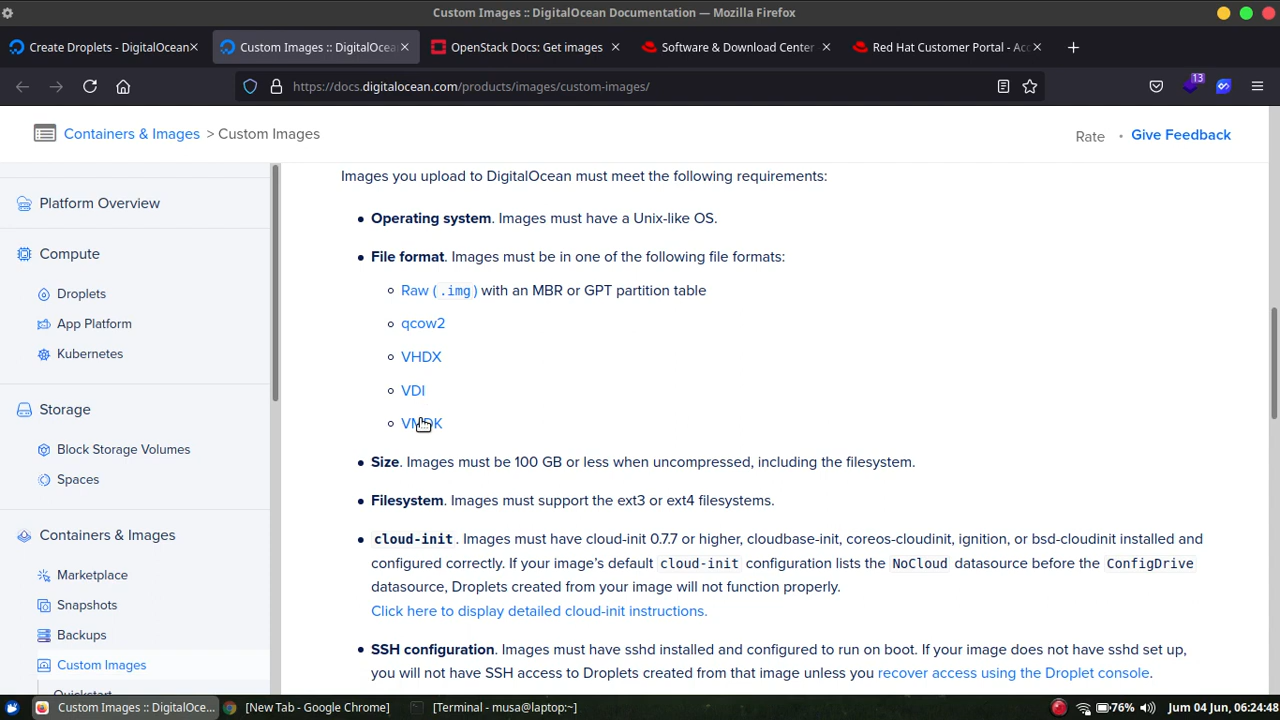 Custom Images :: DigitalOcean Documentation — Mozilla Firefox
Create Droplets - DigitalOcean
Custom Images :: DigitalOcea
OpenStack Docs: Get images
Software & Download Center
Red Hat Customer Portal - Acc
https://docs.digitalocean.com/products/images/custom-images/
13
Containers & Images > Custom Images
Rate • Give Feedback
Platform Overview
Compute
Droplets
App Platform
Kubernetes
Storage
Block Storage Volumes
Spaces
Containers & Images
Marketplace
Snapshots
Backups
Custom Images
Quickstart
Images you upload to DigitalOcean must meet the following requirements:
• Operating system. Images must have a Unix-like OS.
• File format. Images must be in one of the following file formats:
◦ Raw (.img) with an MBR or GPT partition table
◦ qcow2
◦ VHDX
◦ VDI
◦ VMDK
• Size. Images must be 100 GB or less when uncompressed, including the filesystem.
• Filesystem. Images must support the ext3 or ext4 filesystems.
• cloud-init. Images must have cloud-init 0.7.7 or higher, cloudbase-init, coreos-cloudinit, ignition, or bsd-cloudinit installed and
configured correctly. If your image's default cloud-init configuration lists the NoCloud datasource before the ConfigDrive
datasource, Droplets created from your image will not function properly.
Click here to display detailed cloud-init instructions.
• SSH configuration. Images must have sshd installed and configured to run on boot. If your image does not have sshd set up,
you will not have SSH access to Droplets created from that image unless you recover access using the Droplet console.
Custom Images :: DigitalOce...
[New Tab - Google Chrome]
[Terminal - musa@laptop:~]
76%
Jum 04 Jun, 06:24:48